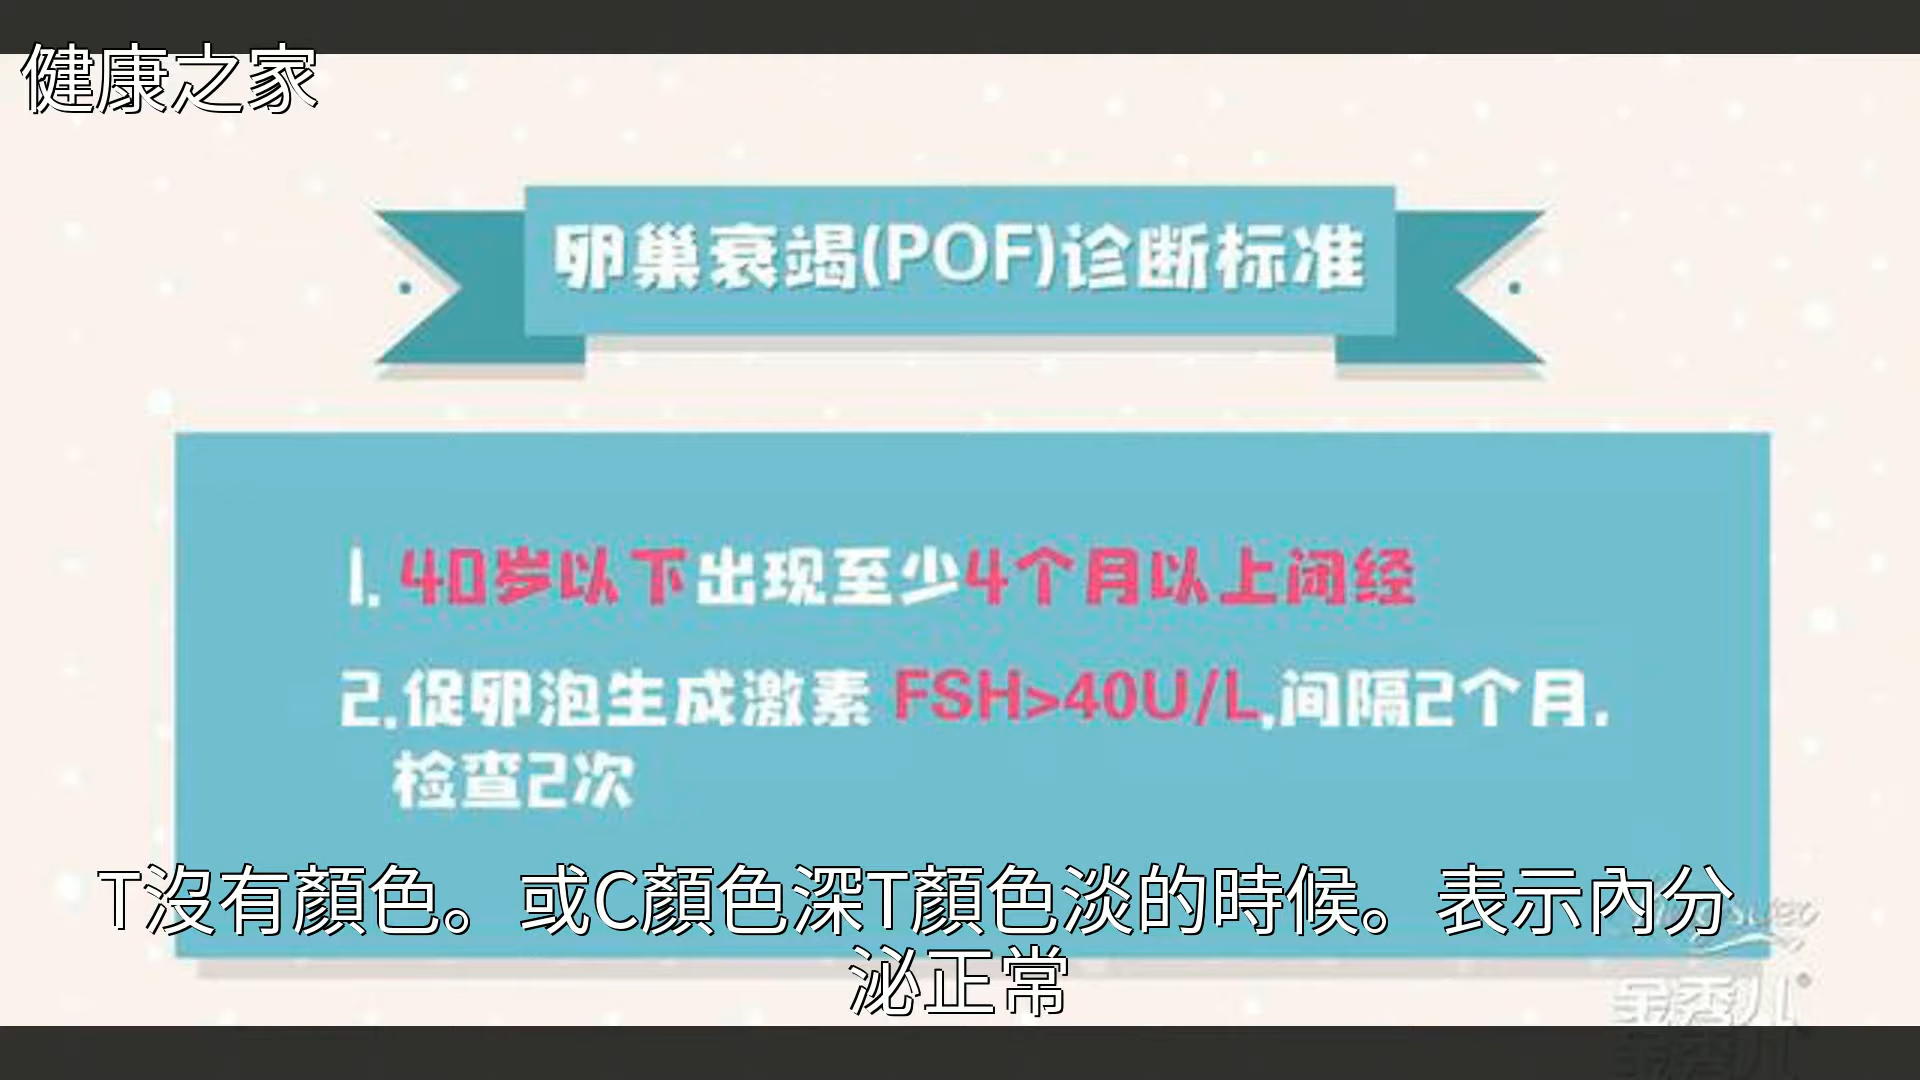 健康之家
卵巢衰竭(POF)诊断标准
1.40岁以下出现至少4个月以上闭经
2.促卵泡生成激素 FSH>40U/L,间隔2个月.
检查2次
T沒有顏色。或C顏色深T顏色淡的時候。表示內分
泌正常
金秀儿®